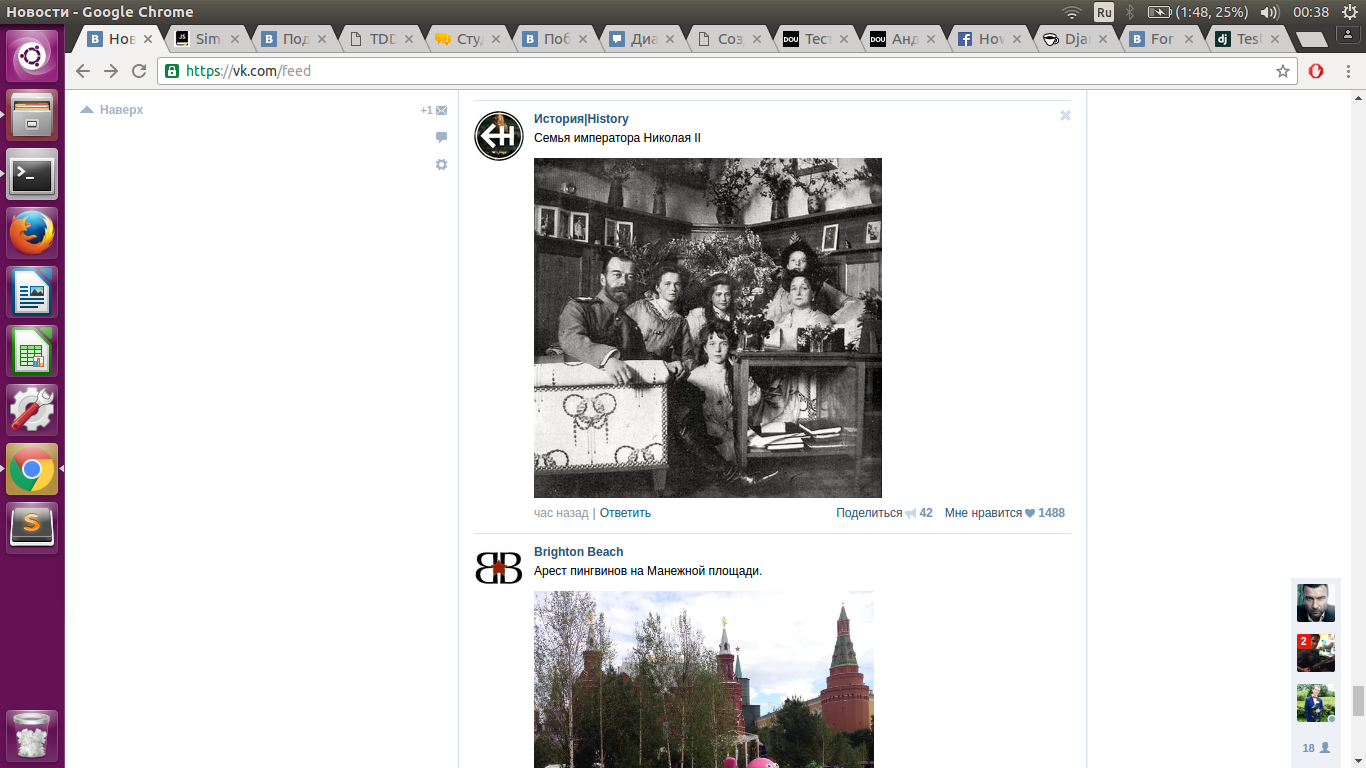 Новости - Google Chrome
Ru
(1:48, 25%)
00:38
Нов
Sim
Под
TDD
Сту
Поб
Диа
Соз
Тест
Анд
How
Djar
For
Test
https://vk.com/feed
Наверх
+1
История|History
Семья императора Николая II
час назад | Ответить
Поделиться 42 Мне нравится 1488
Brighton Beach
Арест пингвинов на Манежной площади.
2
18